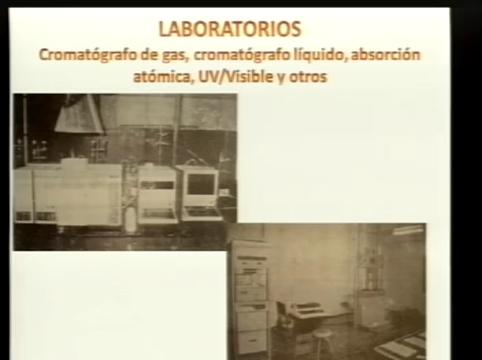 LABORATORIOS
Cromatógrafo de gas, cromatógrafo líquido, absorción
atómica, UV/Visible y otros